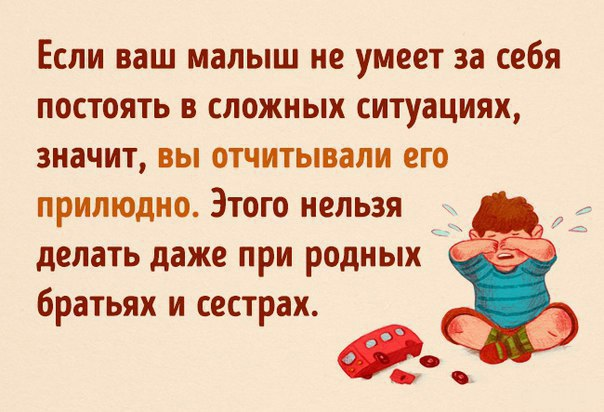 Если ваш малыш не умеет за себя
постоять в сложных ситуациях,
значит, вы отчитывали его
прилюдно. Этого нельзя
делать даже при родных
братьях и сестрах.